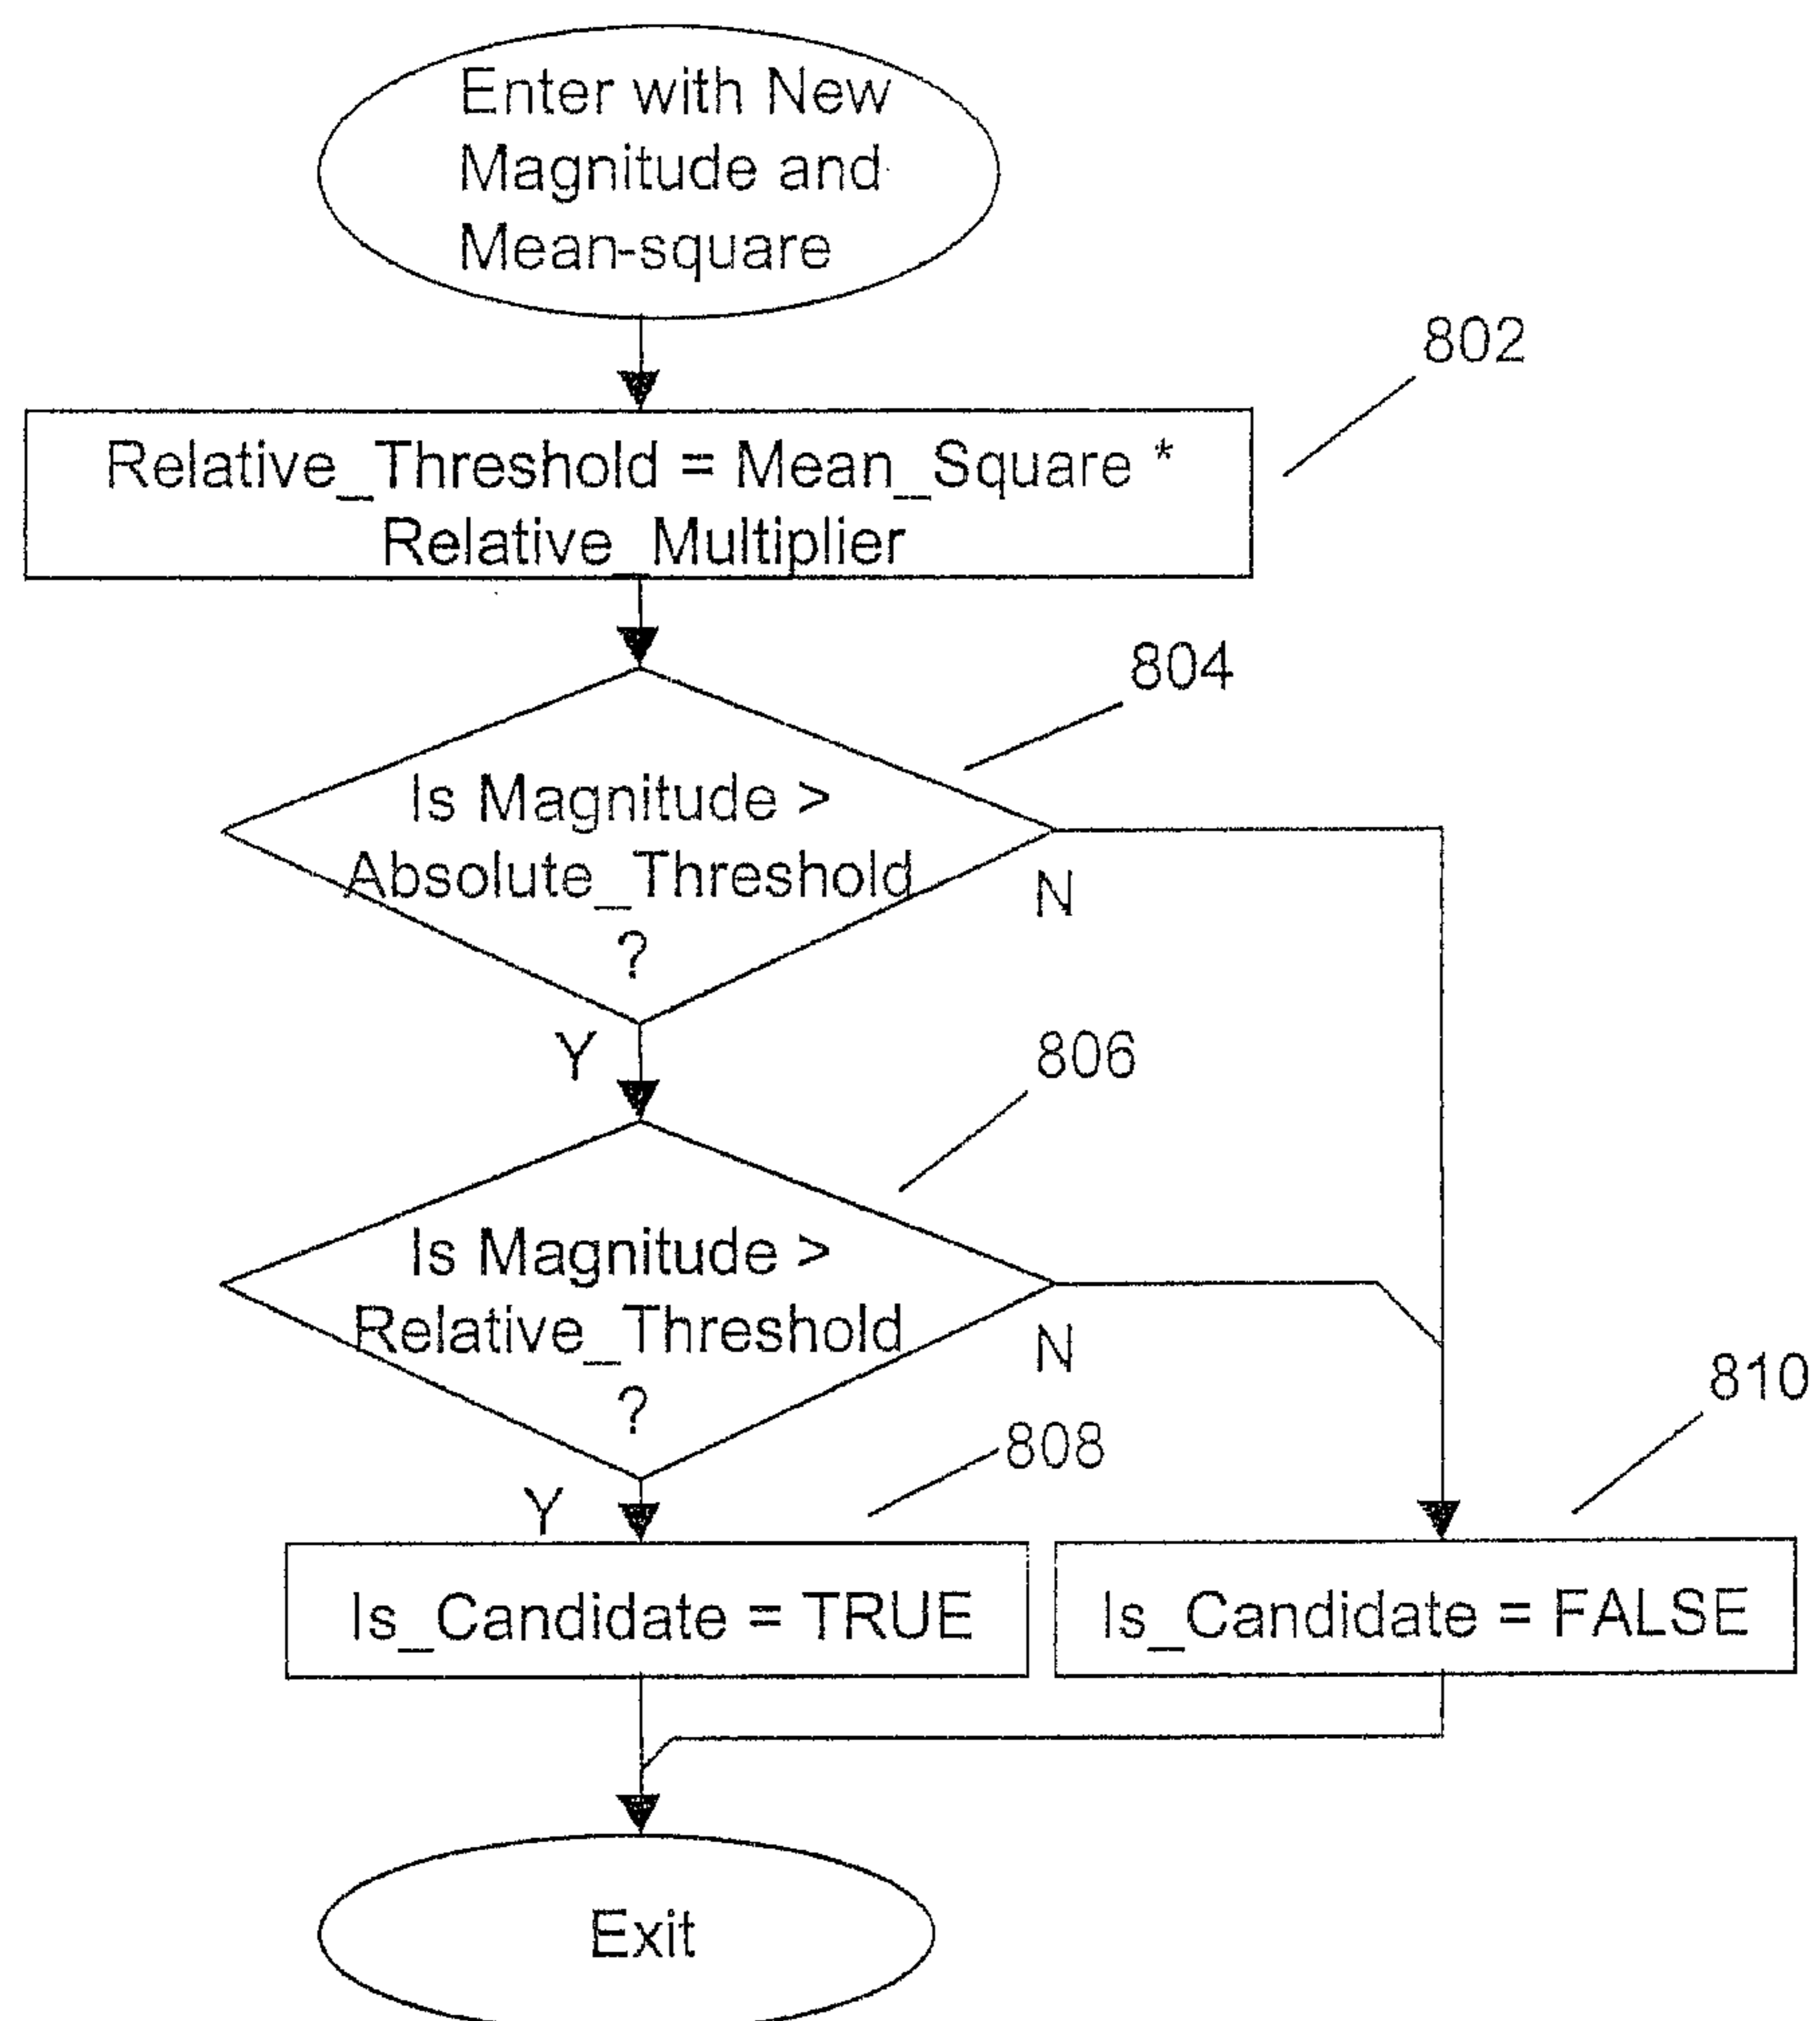 Enter with New
Magnitude and
Mean-square
802
Relative_Threshold = Mean_Square *
Relative_Multiplier
804
Is Magnitude >
Absolute_Threshold
?
N
Y
806
Is Magnitude >
Relative_Threshold
?
N
Y
808
810
Is_Candidate = TRUE
Is_Candidate = FALSE
Exit